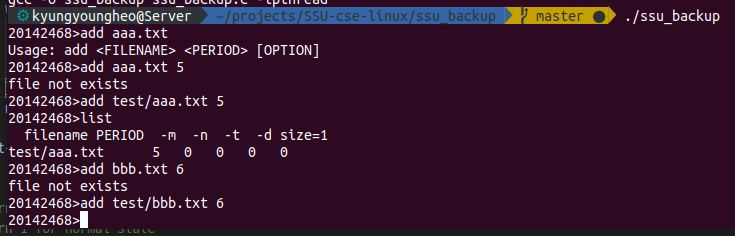 gcc -o ssu_backup ssu_backup.c -lpthread
kyungyoungheo@Server ~/projects/SSU-cse-linux/ssu_backup master ● ./ssu_backup
20142468>add aaa.txt
Usage: add <FILENAME> <PERIOD> [OPTION]
20142468>add aaa.txt 5
file not exists
20142468>add test/aaa.txt 5
20142468>list
  filename PERIOD  -m  -n  -t  -d size=1
test/aaa.txt      5   0   0   0   0
20142468>add bbb.txt 6
file not exists
20142468>add test/bbb.txt 6
20142468>
for normal state